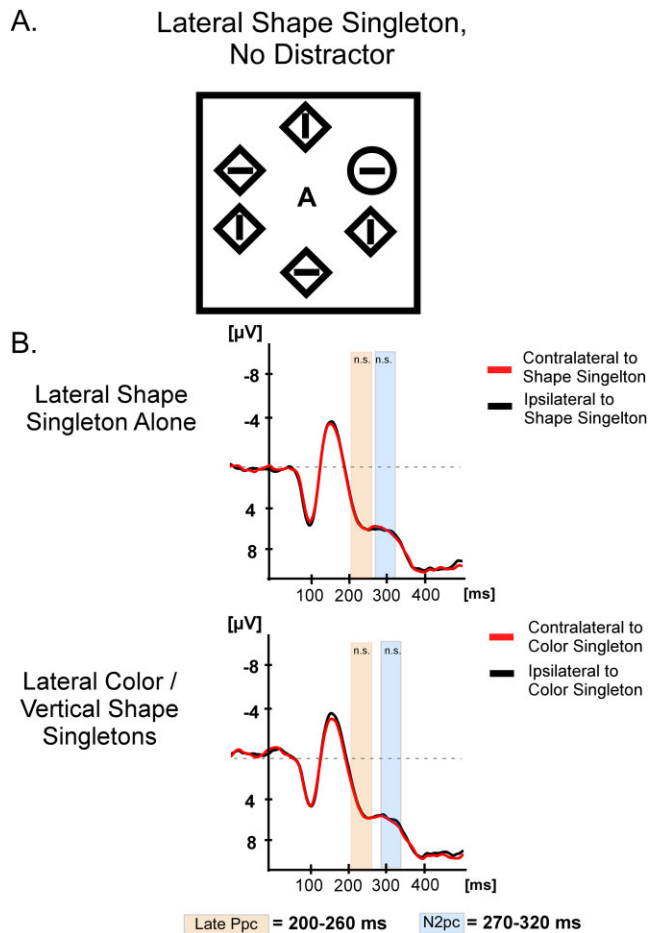 A.
Lateral Shape Singleton,
No Distractor
A
B.
[µV]
Lateral Shape
Singleton Alone
-8
-4
4
8
n.s.
n.s.
100
200
300
400
[ms]
Contralateral to
Shape Singelton
Ipsilateral to
Shape Singelton
[µV]
Lateral Color /
Vertical Shape
Singletons
-8
-4
4
8
n.s.
n.s.
100
200
300
400
[ms]
Contralateral to
Color Singleton
Ipsilateral to
Color Singleton
Late Ppc = 200-260 ms
N2pc = 270-320 ms